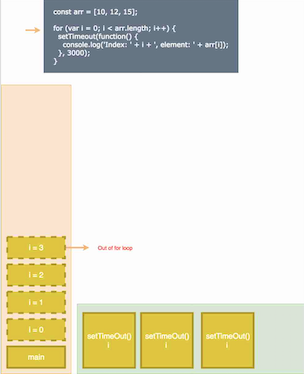 const arr = [10, 12, 15];
for (var i = 0; i < arr.length; i++) {
setTimeout(function() {
console.log('Index: ' + i + ', element: ' + arr[i]);
}, 3000);
}
i = 3
Out of for loop
i = 2
i = 1
i = 0
main
setTimeOut()
i
setTimeOut()
i
setTimeOut()
i